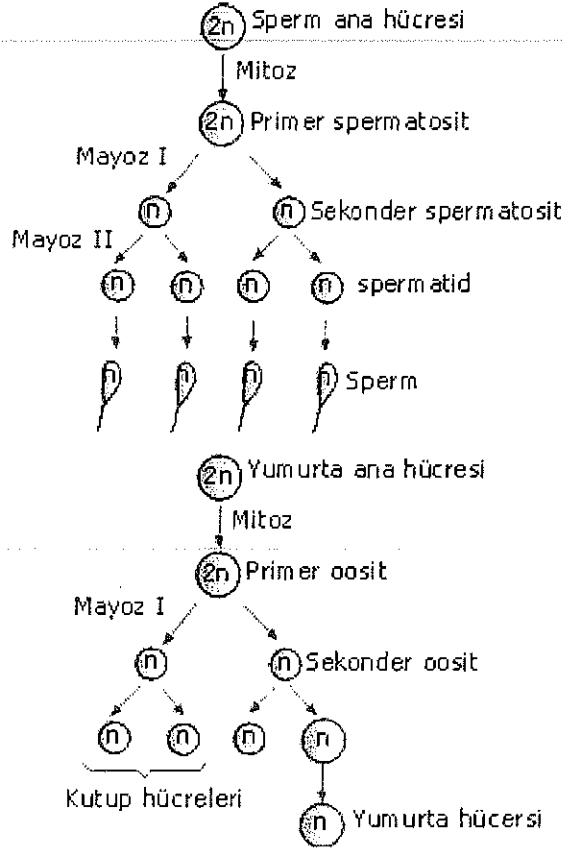 2n Sperm ana hücresi
Mitoz
2n Primer spermatosit
Mayoz I
n n Sekonder spermatosit
Mayoz II
n n n n spermatid
n n n n Sperm
2n Yumurta ana hücresi
Mitoz
2n Primer oosit
Mayoz I
n n Sekonder oosit
n n n n
Kutup hücreleri
n Yumurta hücersi